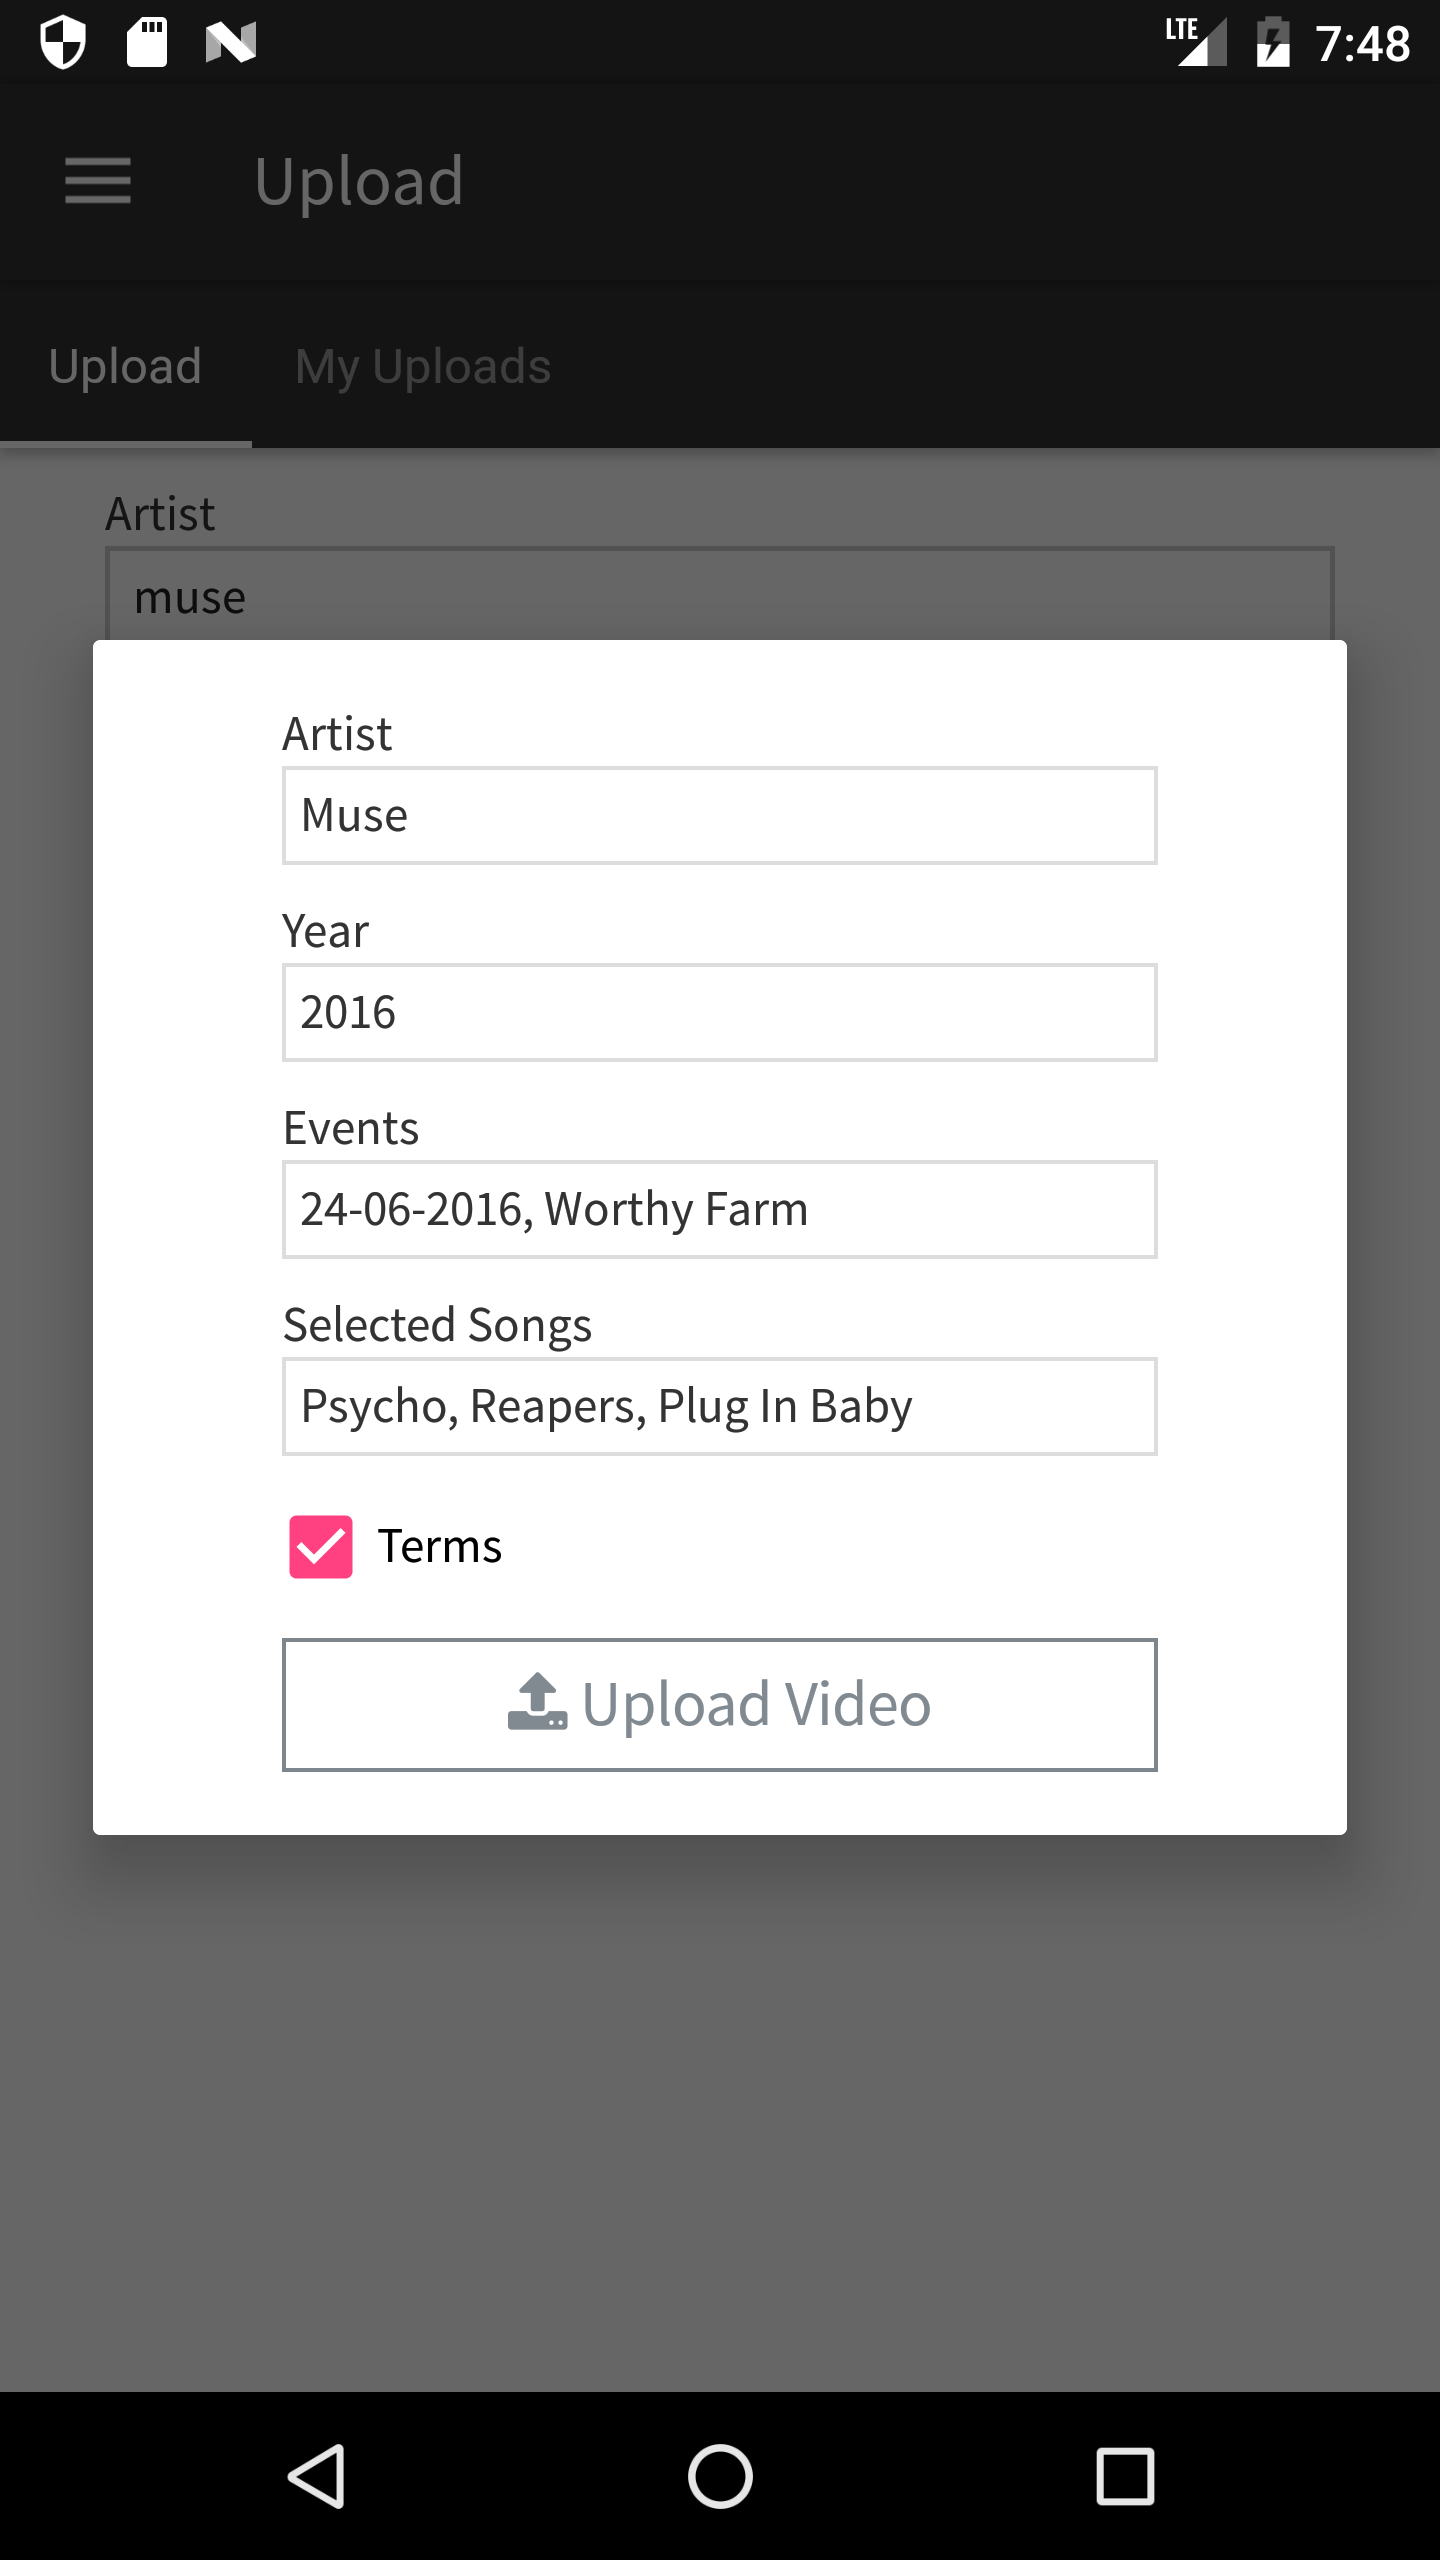 LTE 7:48
Upload
Upload My Uploads
Artist
muse
Artist
Muse
Year
2016
Events
24-06-2016, Worthy Farm
Selected Songs
Psycho, Reapers, Plug In Baby
Terms
Upload Video